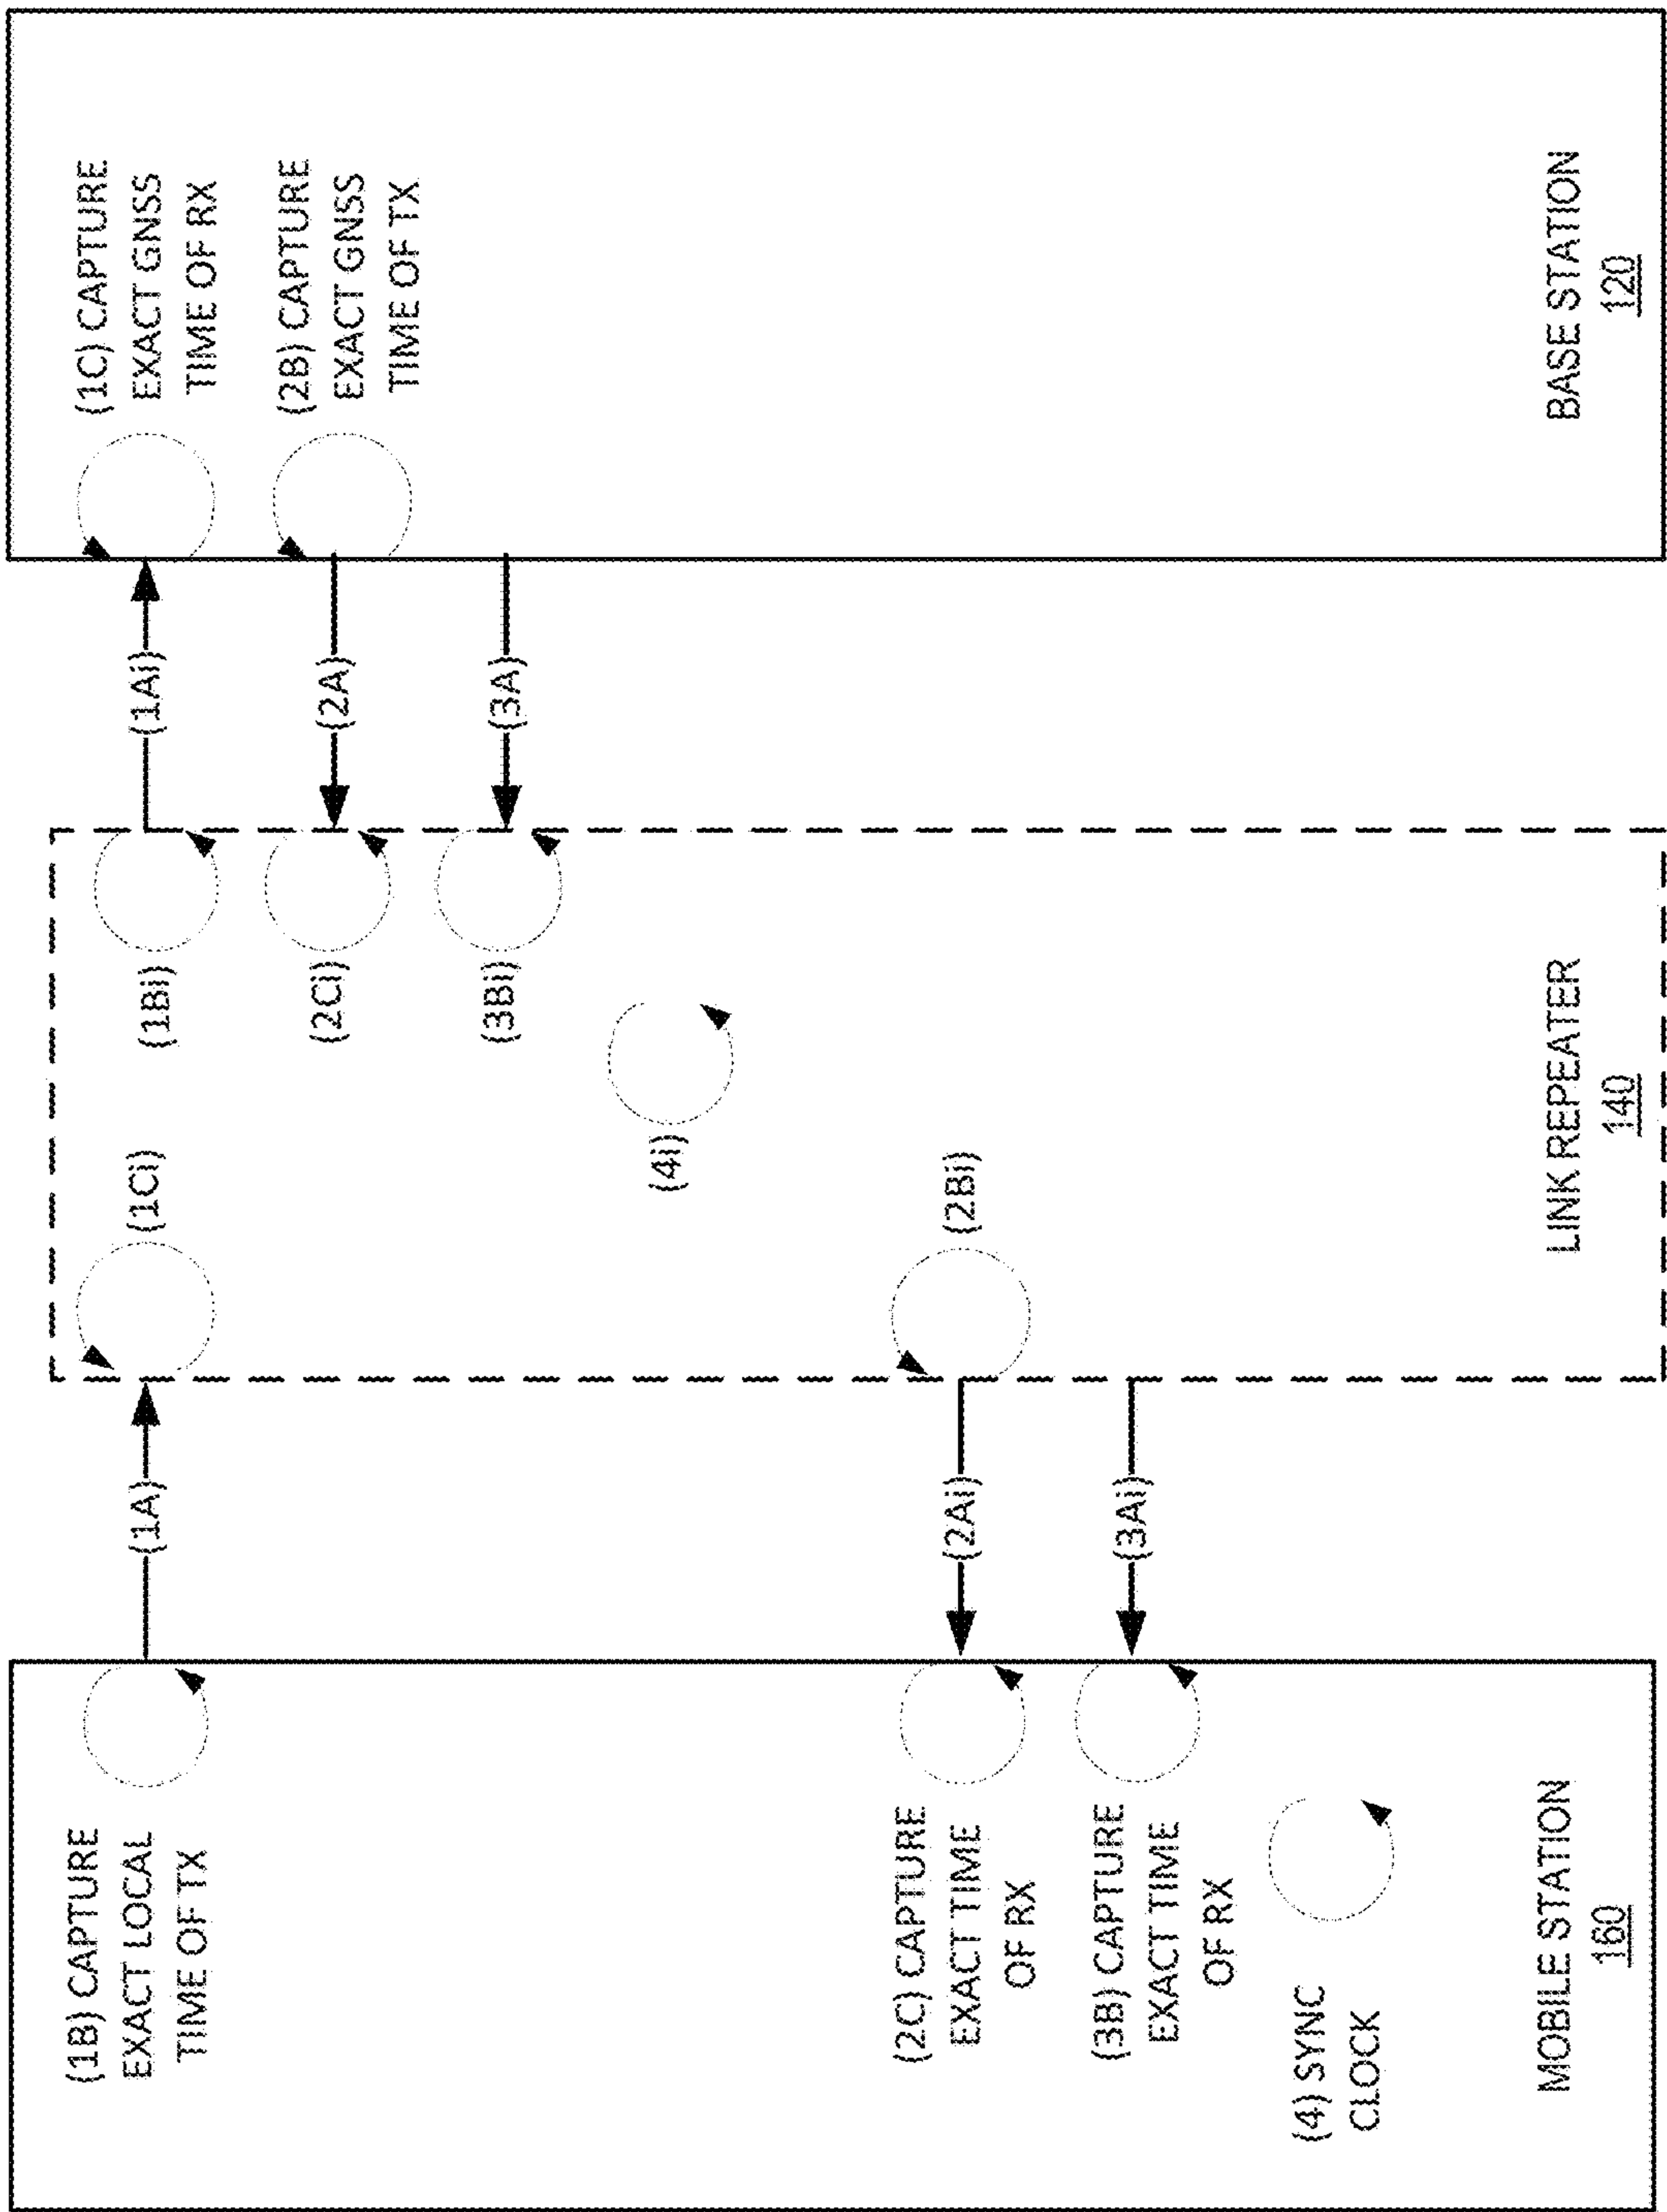 (1B) CAPTURE
EXACT LOCAL
TIME OF TX
(1A)
(1Ci)
(1Bi)
(1Ai)
(1C) CAPTURE
EXACT GNSS
TIME OF RX
(2Ci)
(2A)
(2B) CAPTURE
EXACT GNSS
TIME OF TX
(3Bi)
(3A)
(4i)
(2C) CAPTURE
EXACT TIME
OF RX
(2Ai)
(2Bi)
(3B) CAPTURE
EXACT TIME
OF RX
(3Ai)
(4) SYNC
CLOCK
MOBILE STATION
160
LINK REPEATER
140
BASE STATION
120